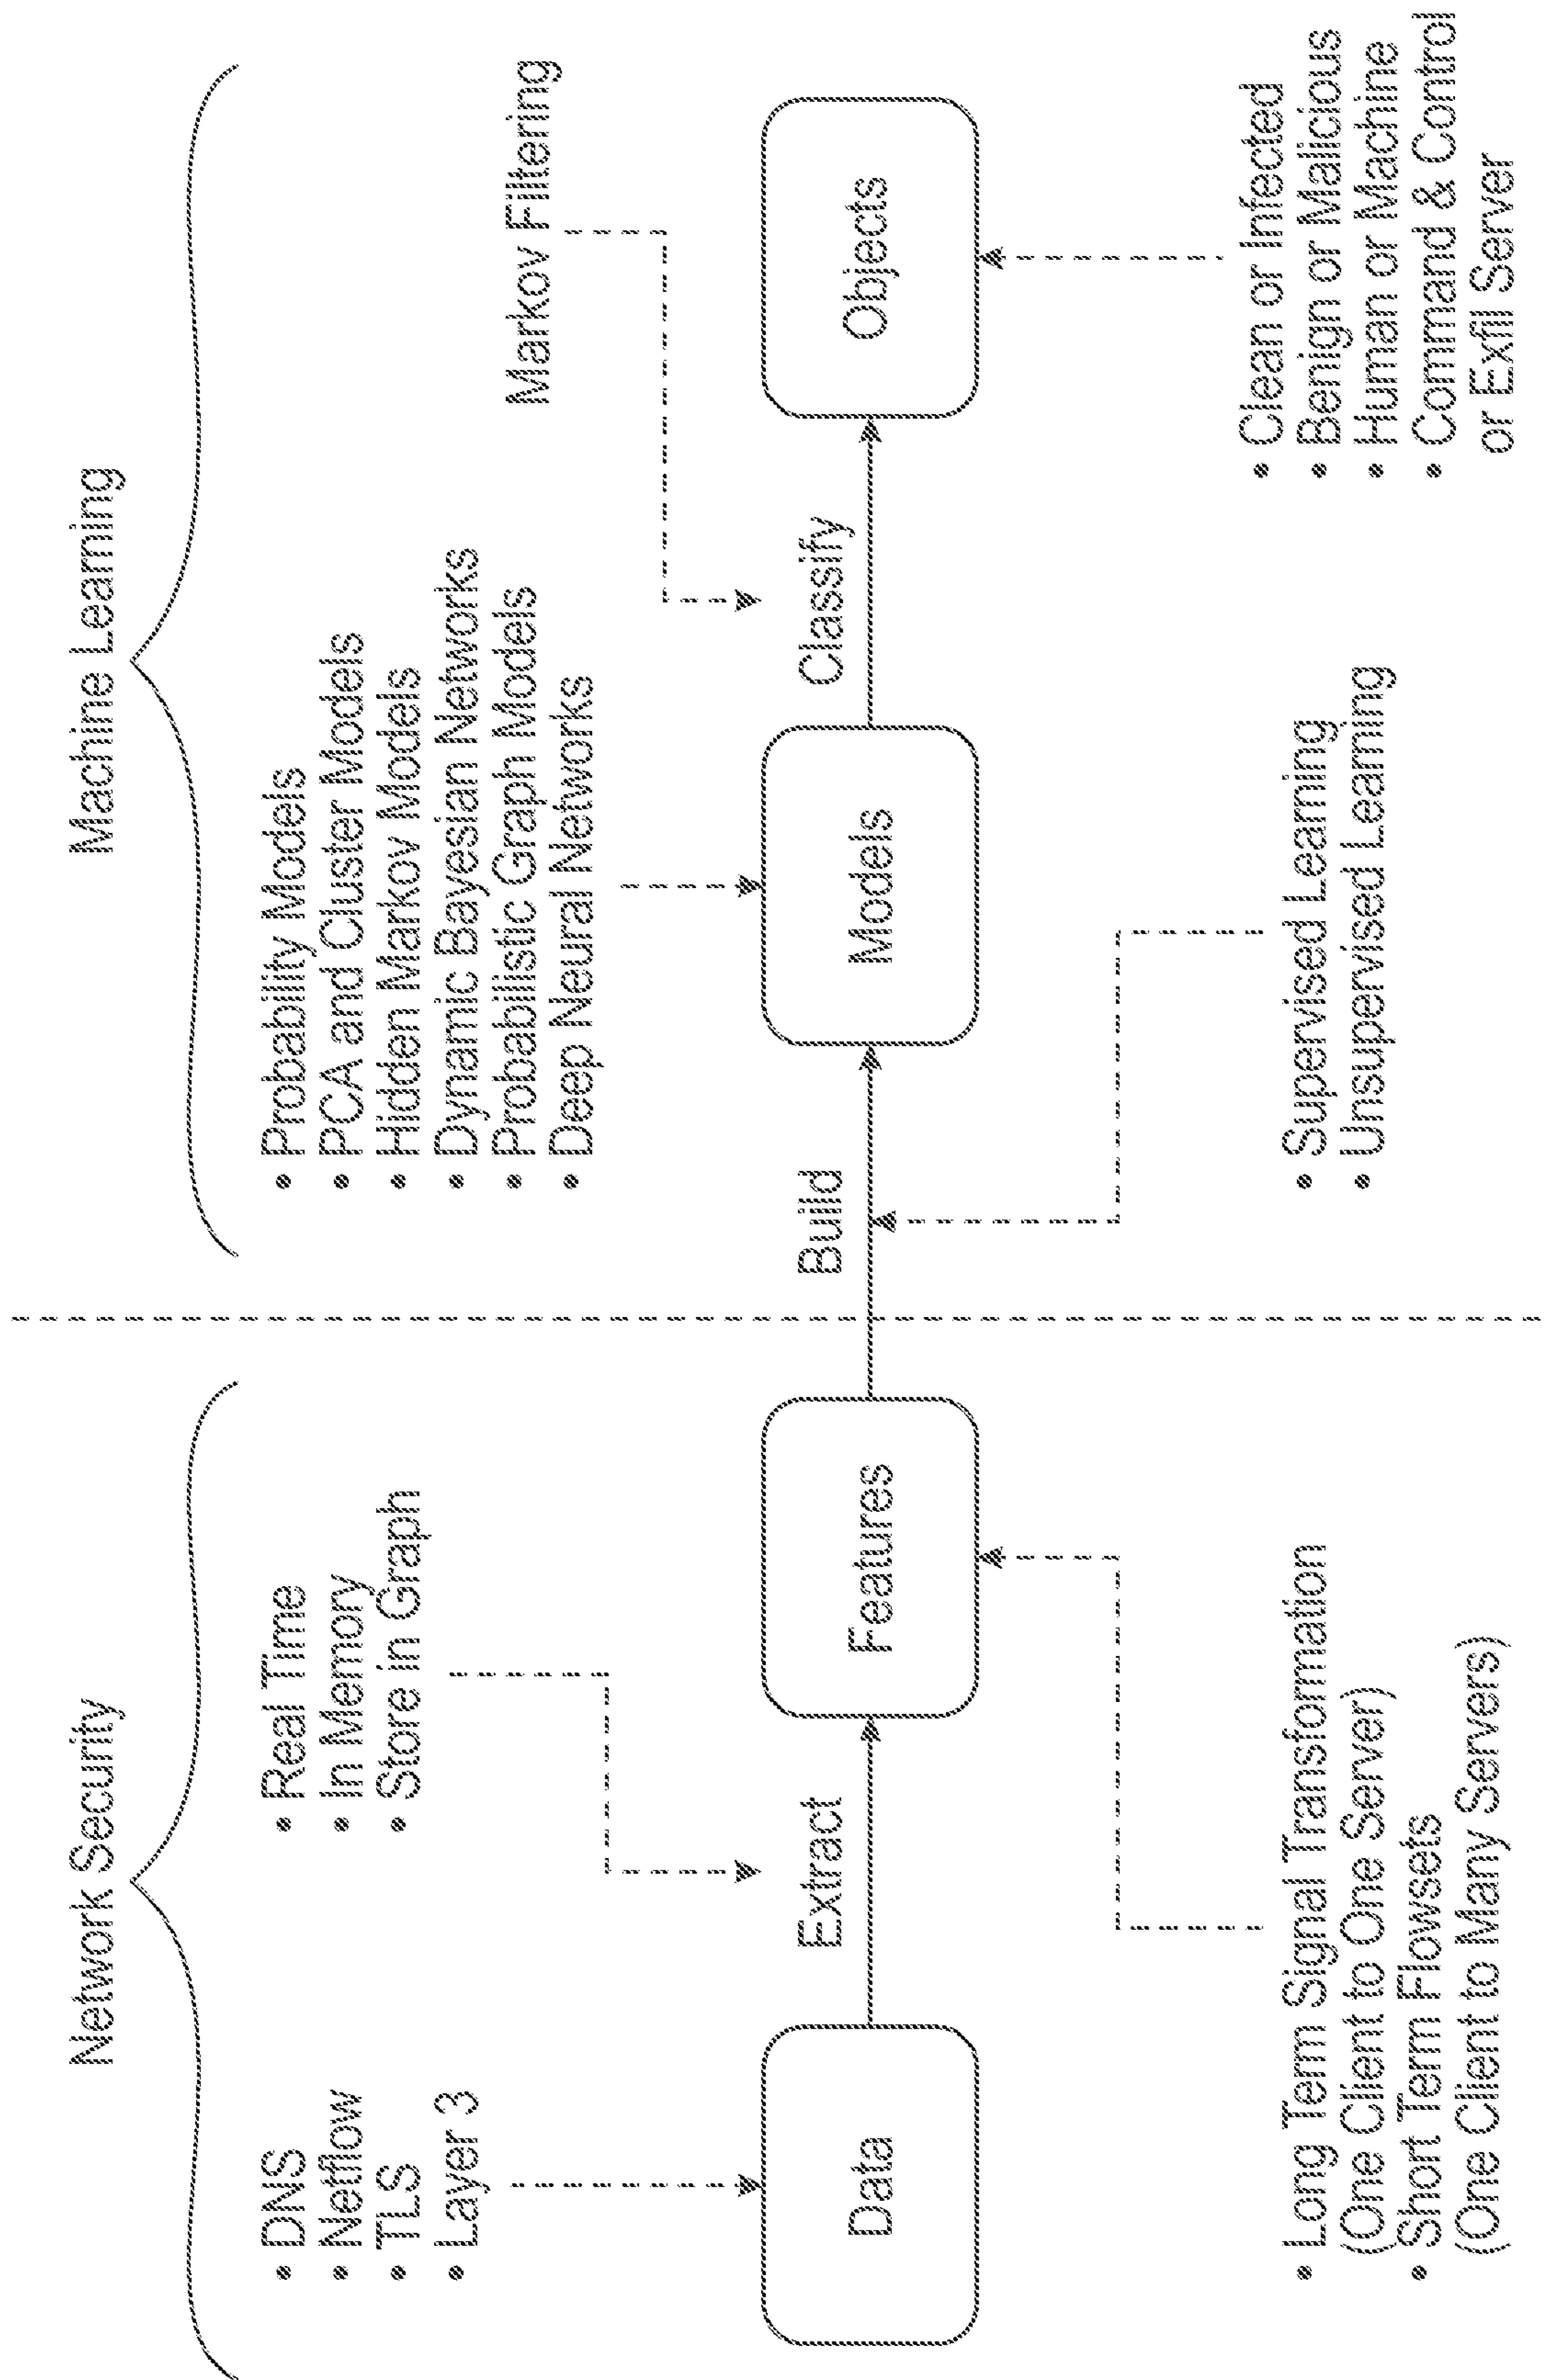 Network Security
Machine Learning
• DNS
• Netflow
• TLS
• Layer 3
• Real Time
• In Memory
• Store in Graph
• Probability Models
• PCA and Cluster Models
• Hidden Markov Models
• Dynamic Bayesian Networks
• Probabilistic Graph Models
• Deep Neural Networks
Markov Filtering
Data
Extract
Features
Build
Models
Classify
Objects
• Long Term Signal Transformation
(One Client to One Server)
• Short Term Flowsets
(One Client to Many Servers)
• Supervised Learning
• Unsupervised Learning
• Clean or Infected
• Benign or Malicious
• Human or Machine
• Command & Control
or Exfil Server